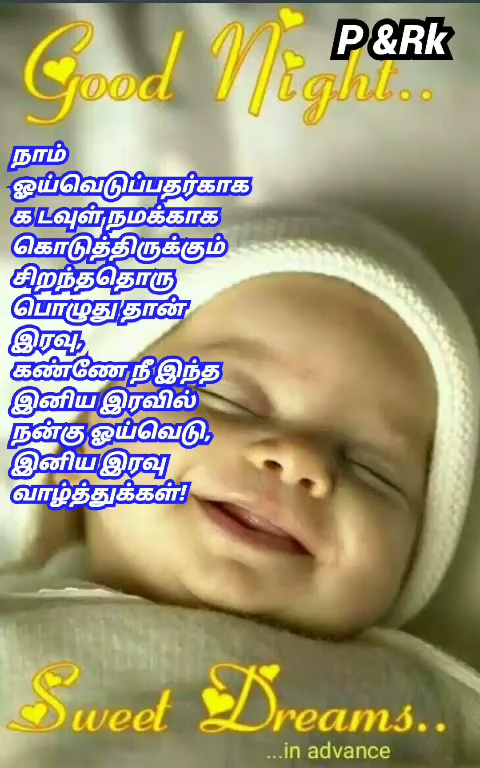 P &Rk
Good Night..
நாம்
ஓய்வெடுப்பதர்காக
க டவுள் நமக்காக
கொடுத்திருக்கும்
சிறந்ததொரு
பொழுது தான்
இரவு,
கண்ணே நீ இந்த
இனிய இரவில்
நன்கு ஓய்வெடு,
இனிய இரவு
வாழ்த்துக்கள்!
Sweet Dreams..
...in advance